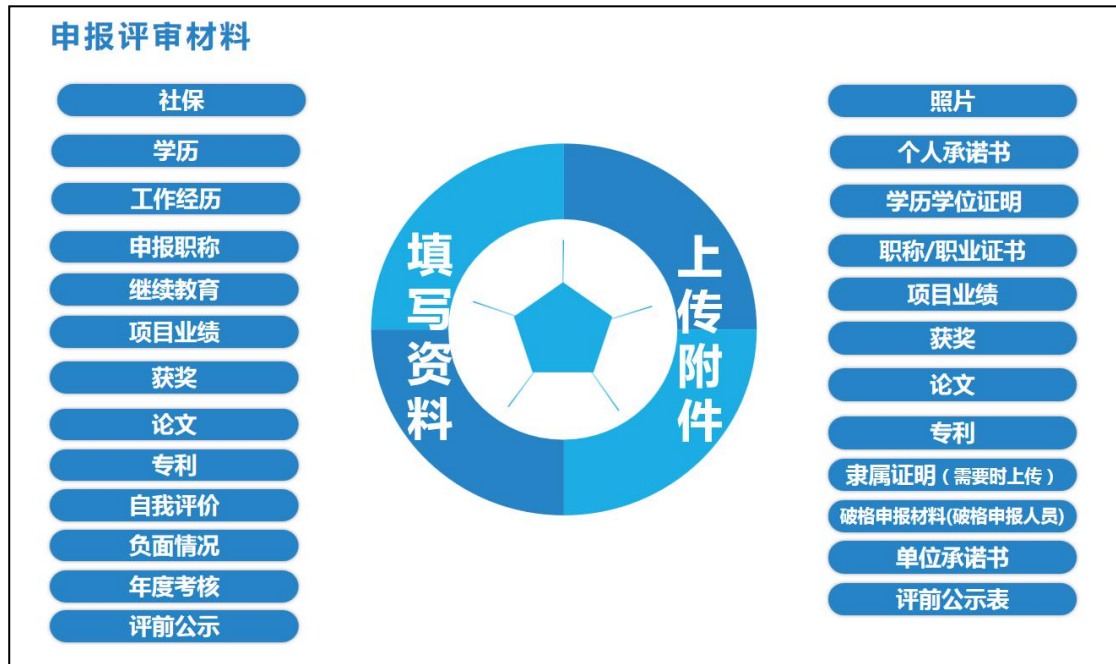 申报评审材料
社保
学历
工作经历
申报职称
继续教育
项目业绩
获奖
论文
专利
自我评价
负面情况
年度考核
评前公示
填写资料
上传附件
照片
个人承诺书
学历学位证明
职称/职业证书
项目业绩
获奖
论文
专利
隶属证明（需要时上传）
破格申报材料(破格申报人员)
单位承诺书
评前公示表